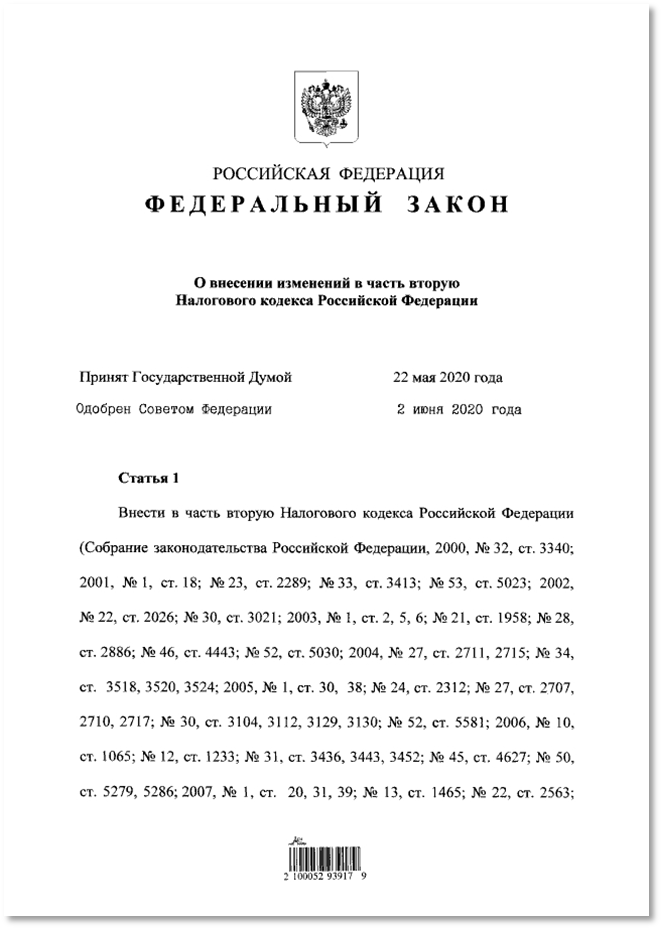 РОССИЙСКАЯ ФЕДЕРАЦИЯ
ФЕДЕРАЛЬНЫЙ ЗАКОН
О внесении изменений в часть вторую
Налогового кодекса Российской Федерации
Принят Государственной Думой 22 мая 2020 года
Одобрен Советом Федерации 2 июня 2020 года
Статья 1
Внести в часть вторую Налогового кодекса Российской Федерации
(Собрание законодательства Российской Федерации, 2000, № 32, ст. 3340;
2001, № 1, ст. 18; № 23, ст. 2289; № 33, ст. 3413; № 53, ст. 5023; 2002,
№ 22, ст. 2026; № 30, ст. 3021; 2003, № 1, ст. 2, 5, 6; № 21, ст. 1958; № 28,
ст. 2886; № 46, ст. 4443; № 52, ст. 5030; 2004, № 27, ст. 2711, 2715; № 34,
ст. 3518, 3520, 3524; 2005, № 1, ст. 30, 38; № 24, ст. 2312; № 27, ст. 2707,
2710, 2717; № 30, ст. 3104, 3112, 3129, 3130; № 52, ст. 5581; 2006, № 10,
ст. 1065; № 12, ст. 1233; № 31, ст. 3436, 3443, 3452; № 45, ст. 4627; № 50,
ст. 5279, 5286; 2007, № 1, ст. 20, 31, 39; № 13, ст. 1465; № 22, ст. 2563;
2 100052 93917 9